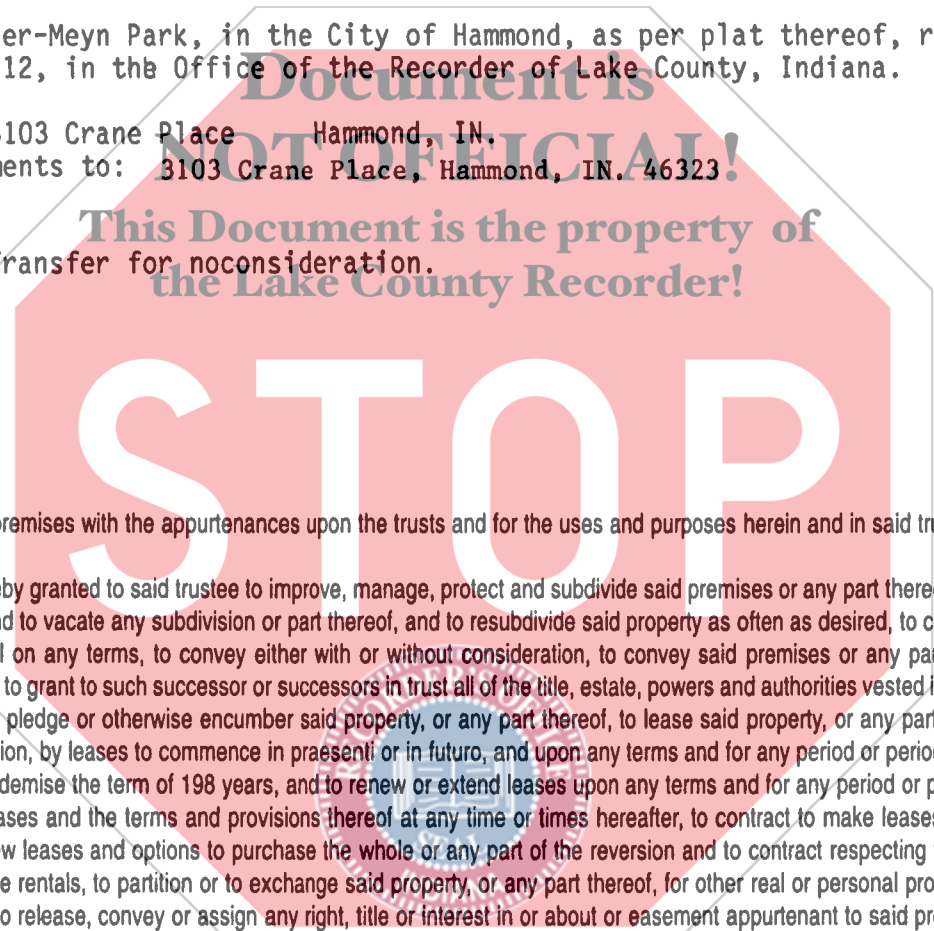 er-Meyn Park, in the City of Hammond, as per plat thereof, r
12, in the Office of the Recorder of Lake County, Indiana.
Document is
3103 Crane Place Hammond, IN.
NOT OFFICIAL!
ments to: 3103 Crane Place, Hammond, IN. 46323
This Document is the property of
Transfer for noconsideration.
the Lake County Recorder!
STOP
premises with the appurtenances upon the trusts and for the uses and purposes herein and in said tru
by granted to said trustee to improve, manage, protect and subdivide said premises or any part there
d to vacate any subdivision or part thereof, and to resubdivide said property as often as desired, to c
l on any terms, to convey either with or without consideration, to convey said premises or any pa
to grant to such successor or successors in trust all of the title, estate, powers and authorities vested i
pledge or otherwise encumber said property, or any part thereof, to lease said property, or any part
ion, by leases to commence in praesenti or in futuro, and upon any terms and for any period or perio
demise the term of 198 years, and to renew or extend leases upon any terms and for any period or p
ases and the terms and provisions thereof at any time or times hereafter, to contract to make leases
w leases and options to purchase the whole or any part of the reversion and to contract respecting
e rentals, to partition or to exchange said property, or any part thereof, for other real or personal pro
o release, convey or assign any right, title or interest in or about or easement appurtenant to said pr
RECORDER'S OFFICE
SEAL
INDIANA